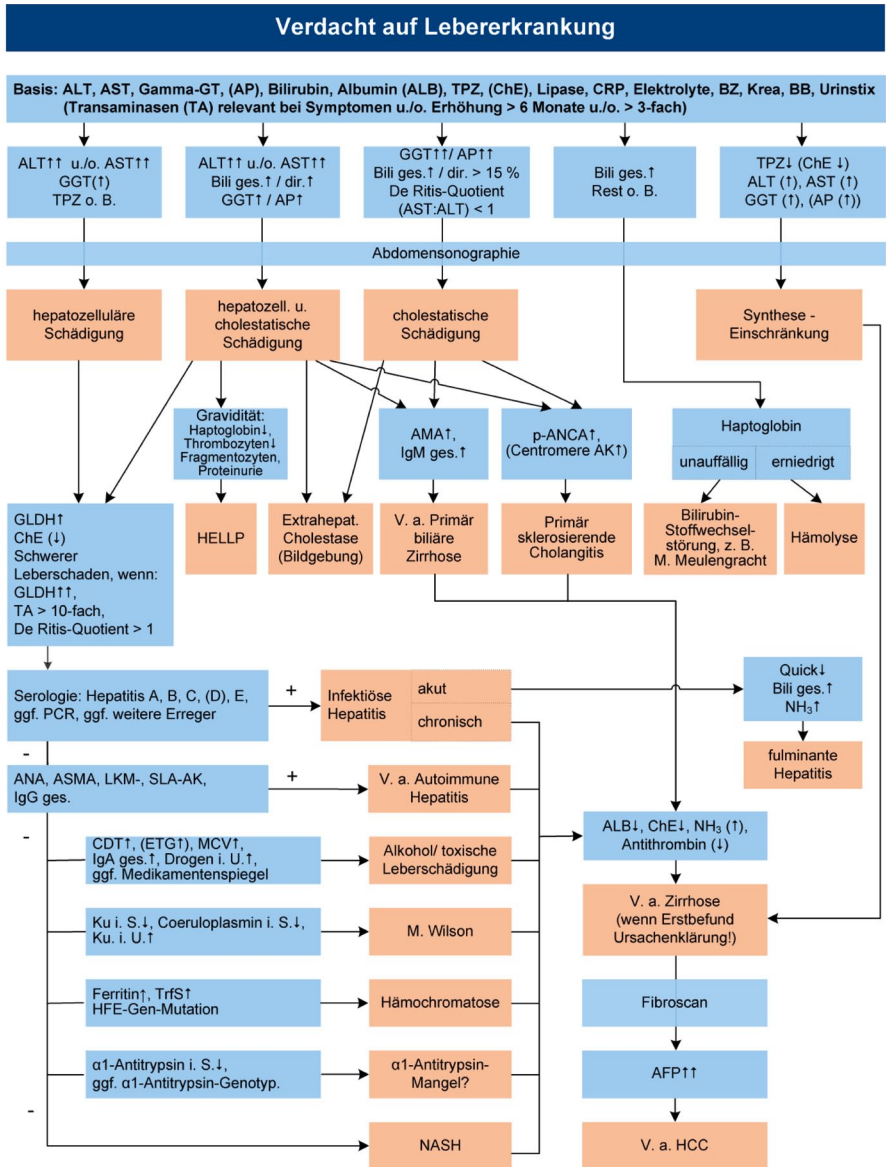 Verdacht auf Lebererkrankung
Basis: ALT, AST, Gamma-GT, (AP), Bilirubin, Albumin (ALB), TPZ, (ChE), Lipase, CRP, Elektrolyte, BZ, Krea, BB, Urinstix
(Transaminasen (TA) relevant bei Symptomen u./o. Erhöhung > 6 Monate u./o. > 3-fach)
ALT↑↑ u./o. AST↑↑
GGT(↑)
TPZ o. B.
ALT↑↑ u./o. AST↑↑
Bili ges.↑ / dir.↑
GGT↑ / AP↑
GGT↑↑/ AP↑↑
Bili ges.↑ / dir. > 15 %
De Ritis-Quotient
(AST:ALT) < 1
Bili ges.↑
Rest o. B.
TPZ↓ (ChE ↓)
ALT (↑), AST (↑)
GGT (↑), (AP (↑))
Abdomensonographie
hepatozelluläre
Schädigung
hepatozell. u.
cholestatische
Schädigung
cholestatische
Schädigung
Synthese -
Einschränkung
Gravidität:
Haptoglobin↓,
Thrombozyten↓
Fragmentozyten,
Proteinurie
AMA↑,
IgM ges.↑
p-ANCA↑,
(Centromere AK↑)
Haptoglobin
unauffällig
erniedrigt
GLDH↑
ChE (↓)
Schwerer
Leberschaden, wenn:
GLDH↑↑,
TA > 10-fach,
De Ritis-Quotient > 1
HELLP
Extrahepat.
Cholestase
(Bildgebung)
V. a. Primär
biliäre
Zirrhose
Primär
sklerosierende
Cholangitis
Bilirubin-
Stoffwechsel-
störung, z. B.
M. Meulengracht
Hämolyse
Serologie: Hepatitis A, B, C, (D), E,
ggf. PCR, ggf. weitere Erreger
+
Infektiöse
Hepatitis
akut
chronisch
Quick↓
Bili ges.↑
NH₃↑
fulminante
Hepatitis
-
ANA, ASMA, LKM-, SLA-AK,
IgG ges.
+
V. a. Autoimmune
Hepatitis
-
CDT↑, (ETG↑), MCV↑,
IgA ges.↑, Drogen i. U.↑,
ggf. Medikamentenspiegel
Alkohol/ toxische
Leberschädigung
ALB↓, ChE↓, NH₃ (↑),
Antithrombin (↓)
Ku i. S.↓, Coeruloplasmin i. S.↓,
Ku. i. U.↑
M. Wilson
V. a. Zirrhose
(wenn Erstbefund
Ursachenklärung!)
Ferritin↑, TrfS↑
HFE-Gen-Mutation
Hämochromatose
Fibroscan
α1-Antitrypsin i. S.↓,
ggf. α1-Antitrypsin-Genotyp.
α1-Antitrypsin-
Mangel?
AFP↑↑
-
NASH
V. a. HCC